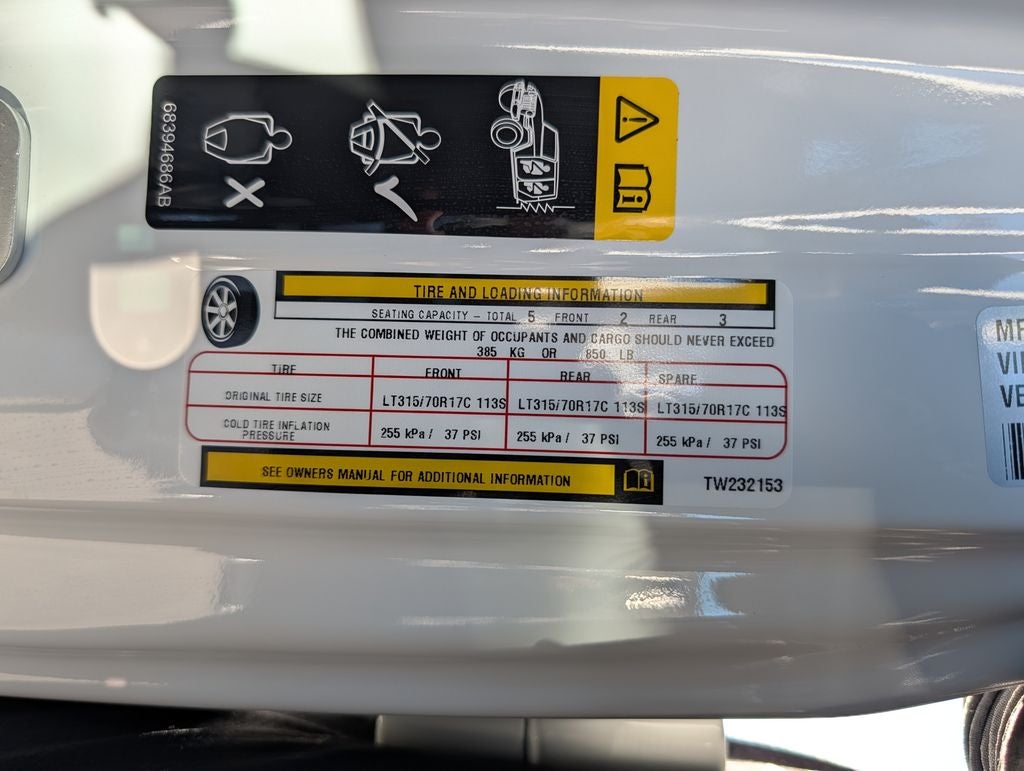 68394686AB
TIRE AND LOADING INFORMATION
SEATING CAPACITY - TOTAL 5 FRONT 2 REAR 3
THE COMBINED WEIGHT OF OCCUPANTS AND CARGO SHOULD NEVER EXCEED
385 KG OR 850 LB
TIRE FRONT REAR SPARE
ORIGINAL TIRE SIZE LT315/70R17C 113S LT315/70R17C 113S LT315/70R17C 113S
COLD TIRE INFLATION
PRESSURE 255 kPa / 37 PSI 255 kPa / 37 PSI 255 kPa / 37 PSI
SEE OWNERS MANUAL FOR ADDITIONAL INFORMATION
TW232153